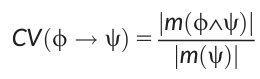 CV(ϕ → ψ) = |m(ϕ∧ψ)| / |m(ψ)|